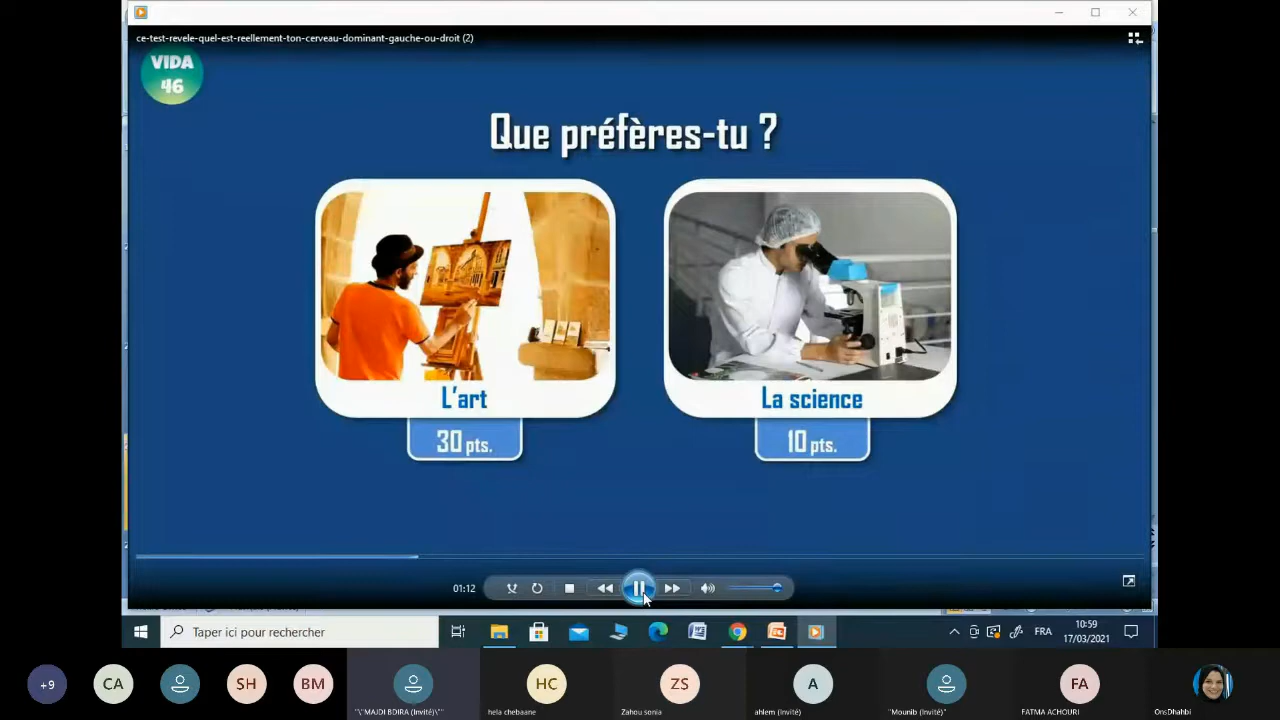 ce-test-revele-quel-est-reellement-ton-cerveau-dominant-gauche-ou-droit (2)
VIDA
46
Que préfères-tu ?
L'art
La science
30 pts.
10 pts.
01:12
Taper ici pour rechercher
FRA
10:59
17/03/2021
+9
CA
SH
BM
HC
ZS
A
FA
"\"MAJDI BDIRA (Invité)\""
hela chebaane
Zahou sonia
ahlem (Invité)
"Mounib (Invité)"
FATMA ACHOURI
OnsDhahbi